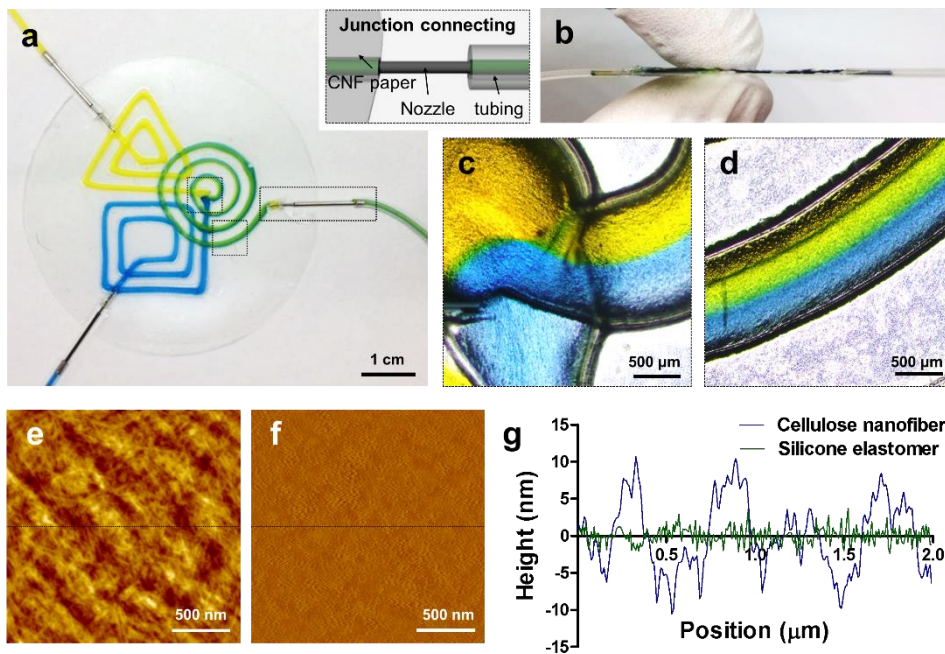 a
1 cm
Junction connecting
CNF paper
Nozzle
tubing
b
c
500 µm
d
500 µm
e
500 nm
f
500 nm
g
Cellulose nanofiber
Silicone elastomer
Height (nm)
15
10
5
0
-5
-10
-15
0.5
1.0
1.5
2.0
Position (µm)